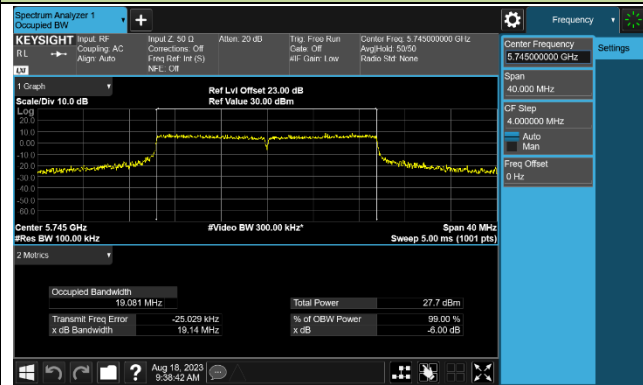 Spectrum Analyzer 1
Occupied BW
Frequency
KEYSIGHT
RL
LXI
Input: RF
Coupling: AC
Align: Auto
Input Z: 50 Ω
Corrections: Off
Freq Ref: Int (S)
NFE: Off
Atten: 20 dB
Trig: Free Run
Gate: Off
#IF Gain: Low
Center Freq: 5.745000000 GHz
Avg|Hold: 50/50
Radio Std: None
Center Frequency
5.745000000 GHz
Settings
Span
40.000 MHz
CF Step
4.000000 MHz
Auto
Man
Freq Offset
0 Hz
1 Graph
Scale/Div 10.0 dB
Ref Lvl Offset 23.00 dB
Ref Value 30.00 dBm
Log
20.0
10.0
0.00
-10.0
-20.0
-30.0
-40.0
-50.0
-60.0
Center 5.745 GHz
#Video BW 300.00 kHz*
Span 40 MHz
#Res BW 100.00 kHz
Sweep 5.00 ms (1001 pts)
2 Metrics
Occupied Bandwidth
19.081 MHz
Total Power 27.7 dBm
Transmit Freq Error -25.029 kHz
% of OBW Power 99.00 %
x dB Bandwidth 19.14 MHz
x dB -6.00 dB
?
Aug 18, 2023
9:38:42 AM